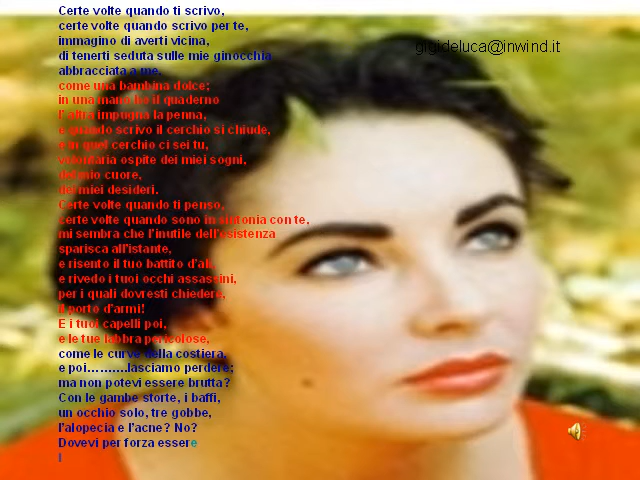 Certe volte quando ti scrivo,
certe volte quando scrivo per te,
immagino di averti vicina,
di tenerti seduta sulle mie ginocchia
abbracciata a me.
come una bambina dolce;
in una mana ho il quaderno
l' altra impugna la penna,
e quando scrivo il cerchio si chiude,
e in quel cerchio ci sei tu,
volontaria ospite dei miei sogni,
del mio cuore,
dei miei desideri.
Certe volte quando ti penso,
certe volte quando sono in sintonia con te,
mi sembra che l'inutile dell'esistenza
sparisca all'istante,
e risento il tuo battito d'ali
e rivedo i tuoi occhi assassini,
per i quali dovresti chiedere,
il porto d'armi!
E i tuoi capelli poi,
e le tue labbra pericolose,
come le curve della costiera,
e poi……….lasciamo perdere;
ma non potevi essere brutta?
Con le gambe storte, i baffi,
un occhio solo, tre gobbe,
l'alopecia e l'acne? No?
Dovevi per forza essere
l
gigideluca@inwind.it